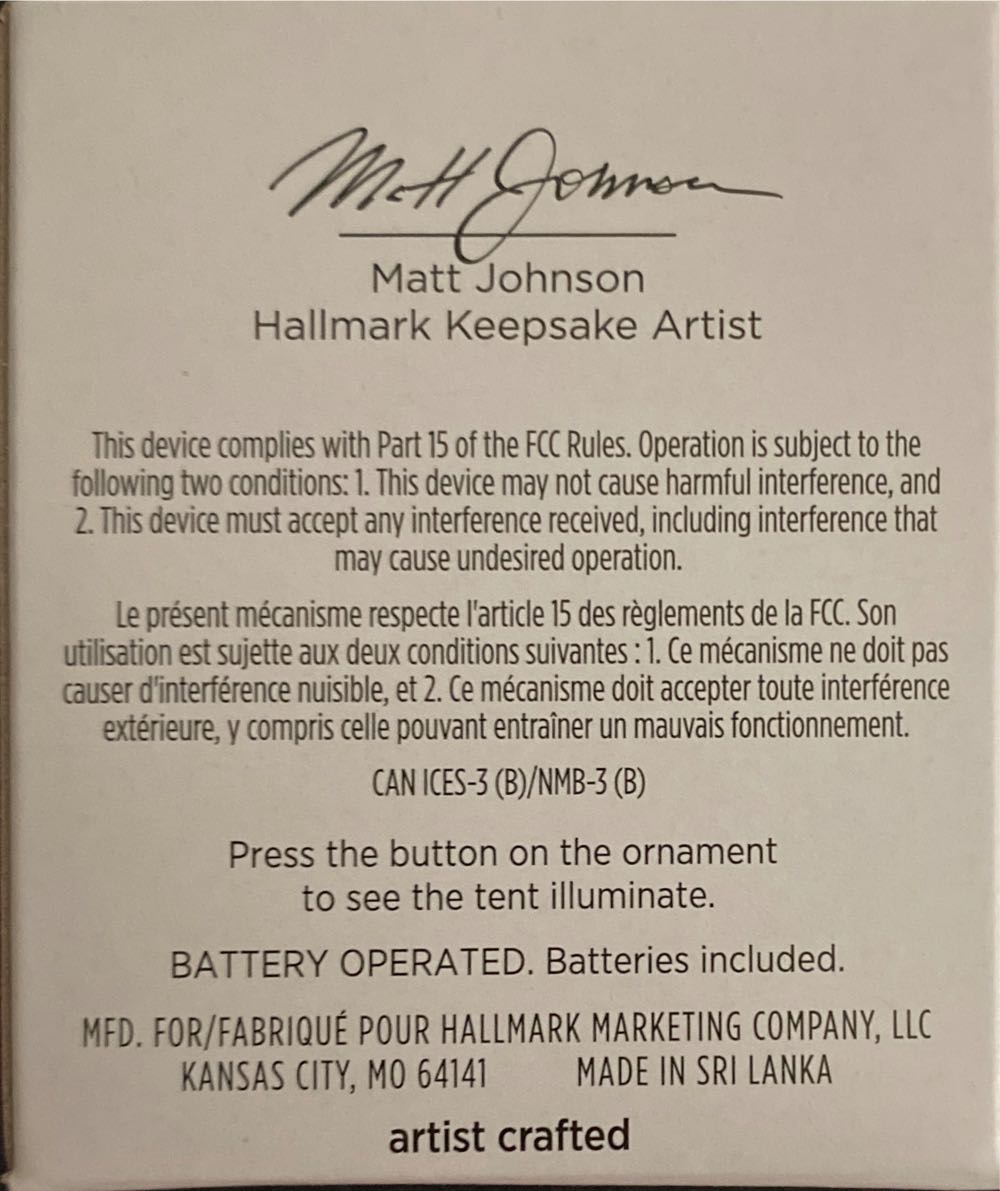 Matt Johnson
Matt Johnson
Hallmark Keepsake Artist
This device complies with Part 15 of the FCC Rules. Operation is subject to the
following two conditions: 1. This device may not cause harmful interference, and
2. This device must accept any interference received, including interference that
may cause undesired operation.
Le présent mécanisme respecte l'article 15 des règlements de la FCC. Son
utilisation est sujette aux deux conditions suivantes : 1. Ce mécanisme ne doit pas
causer d'interférence nuisible, et 2. Ce mécanisme doit accepter toute interférence
extérieure, y compris celle pouvant entraîner un mauvais fonctionnement.
CAN ICES-3 (B)/NMB-3 (B)
Press the button on the ornament
to see the tent illuminate.
BATTERY OPERATED. Batteries included.
MFD. FOR/FABRIQUÉ POUR HALLMARK MARKETING COMPANY, LLC
KANSAS CITY, MO 64141 MADE IN SRI LANKA
artist crafted